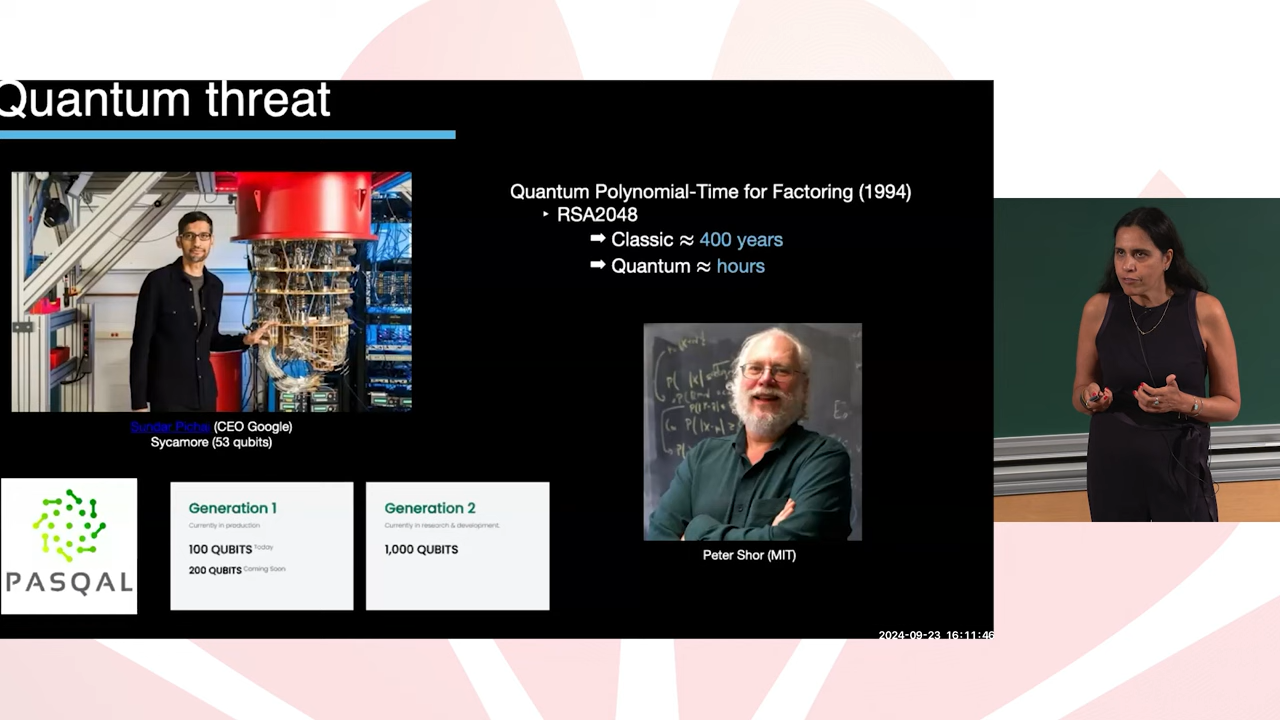 Quantum threat
Quantum Polynomial-Time for Factoring (1994)
‣ RSA2048
➡ Classic ≈ 400 years
➡ Quantum ≈ hours
Sundar Pichai (CEO Google)
Sycamore (53 qubits)
PASQAL
Generation 1
Currently in production
100 QUBITS Today
200 QUBITS Coming Soon
Generation 2
Currently in research & development.
1,000 QUBITS
Peter Shor (MIT)
2024-09-23 16:11:46